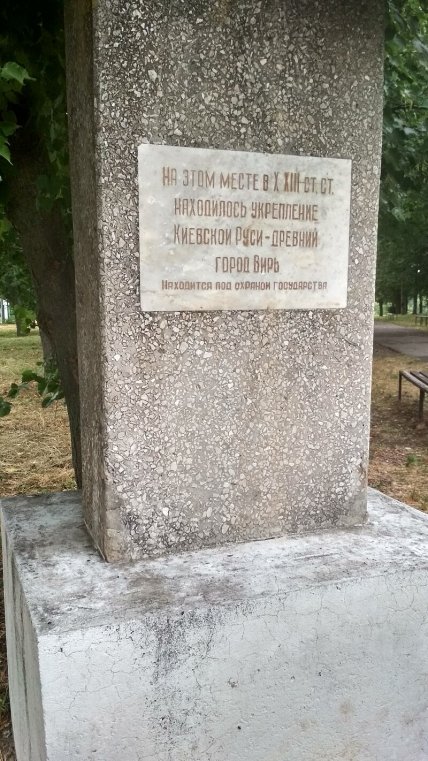 НА ЭТОМ МЕСТЕ В X XIII СТ. СТ.
НАХОДИЛОСЬ УКРЕПЛЕНИЕ
КИЕВСКОЙ РУСИ-ДРЕВНИЙ
ГОРОД ВИРЬ
НАХОДИТСЯ ПОД ОХРАНОЙ ГОСУДАРСТВА